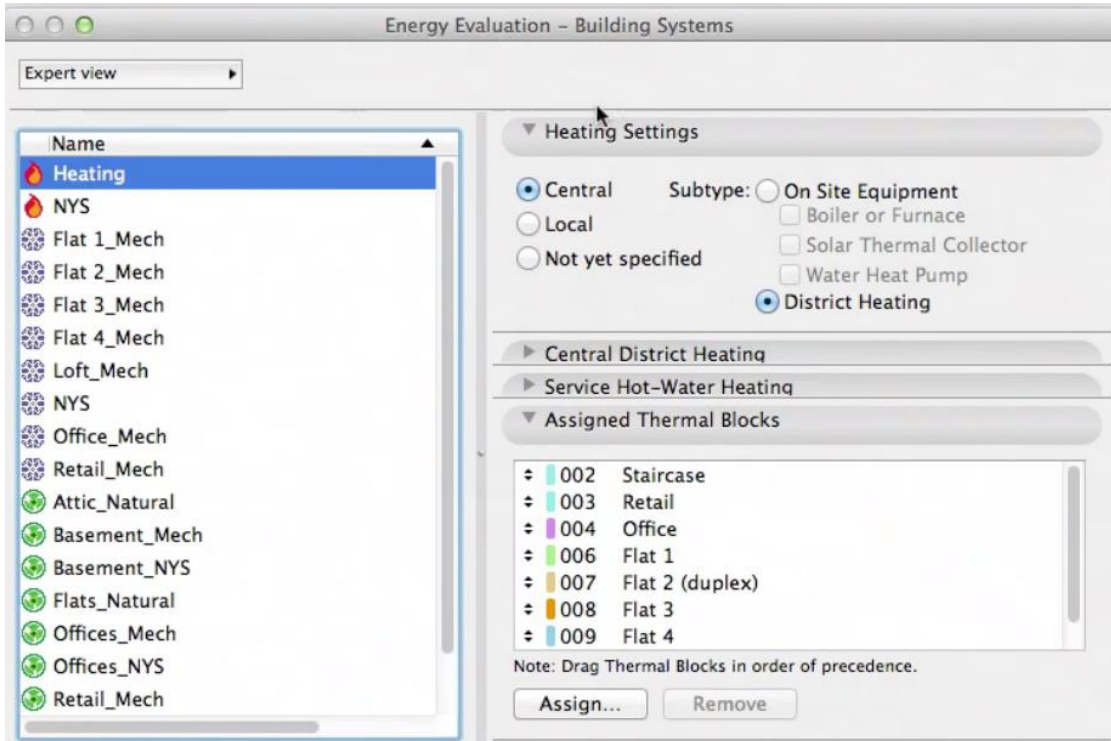 Energy Evaluation – Building Systems
Expert view
Name
Heating
NYS
Flat 1_Mech
Flat 2_Mech
Flat 3_Mech
Flat 4_Mech
Loft_Mech
NYS
Office_Mech
Retail_Mech
Attic_Natural
Basement_Mech
Basement_NYS
Flats_Natural
Offices_Mech
Offices_NYS
Retail_Mech
Heating Settings
Central Subtype: On Site Equipment
Local Boiler or Furnace
Solar Thermal Collector
Not yet specified Water Heat Pump
District Heating
Central District Heating
Service Hot-Water Heating
Assigned Thermal Blocks
002 Staircase
003 Retail
004 Office
006 Flat 1
007 Flat 2 (duplex)
008 Flat 3
009 Flat 4
Note: Drag Thermal Blocks in order of precedence.
Assign... Remove